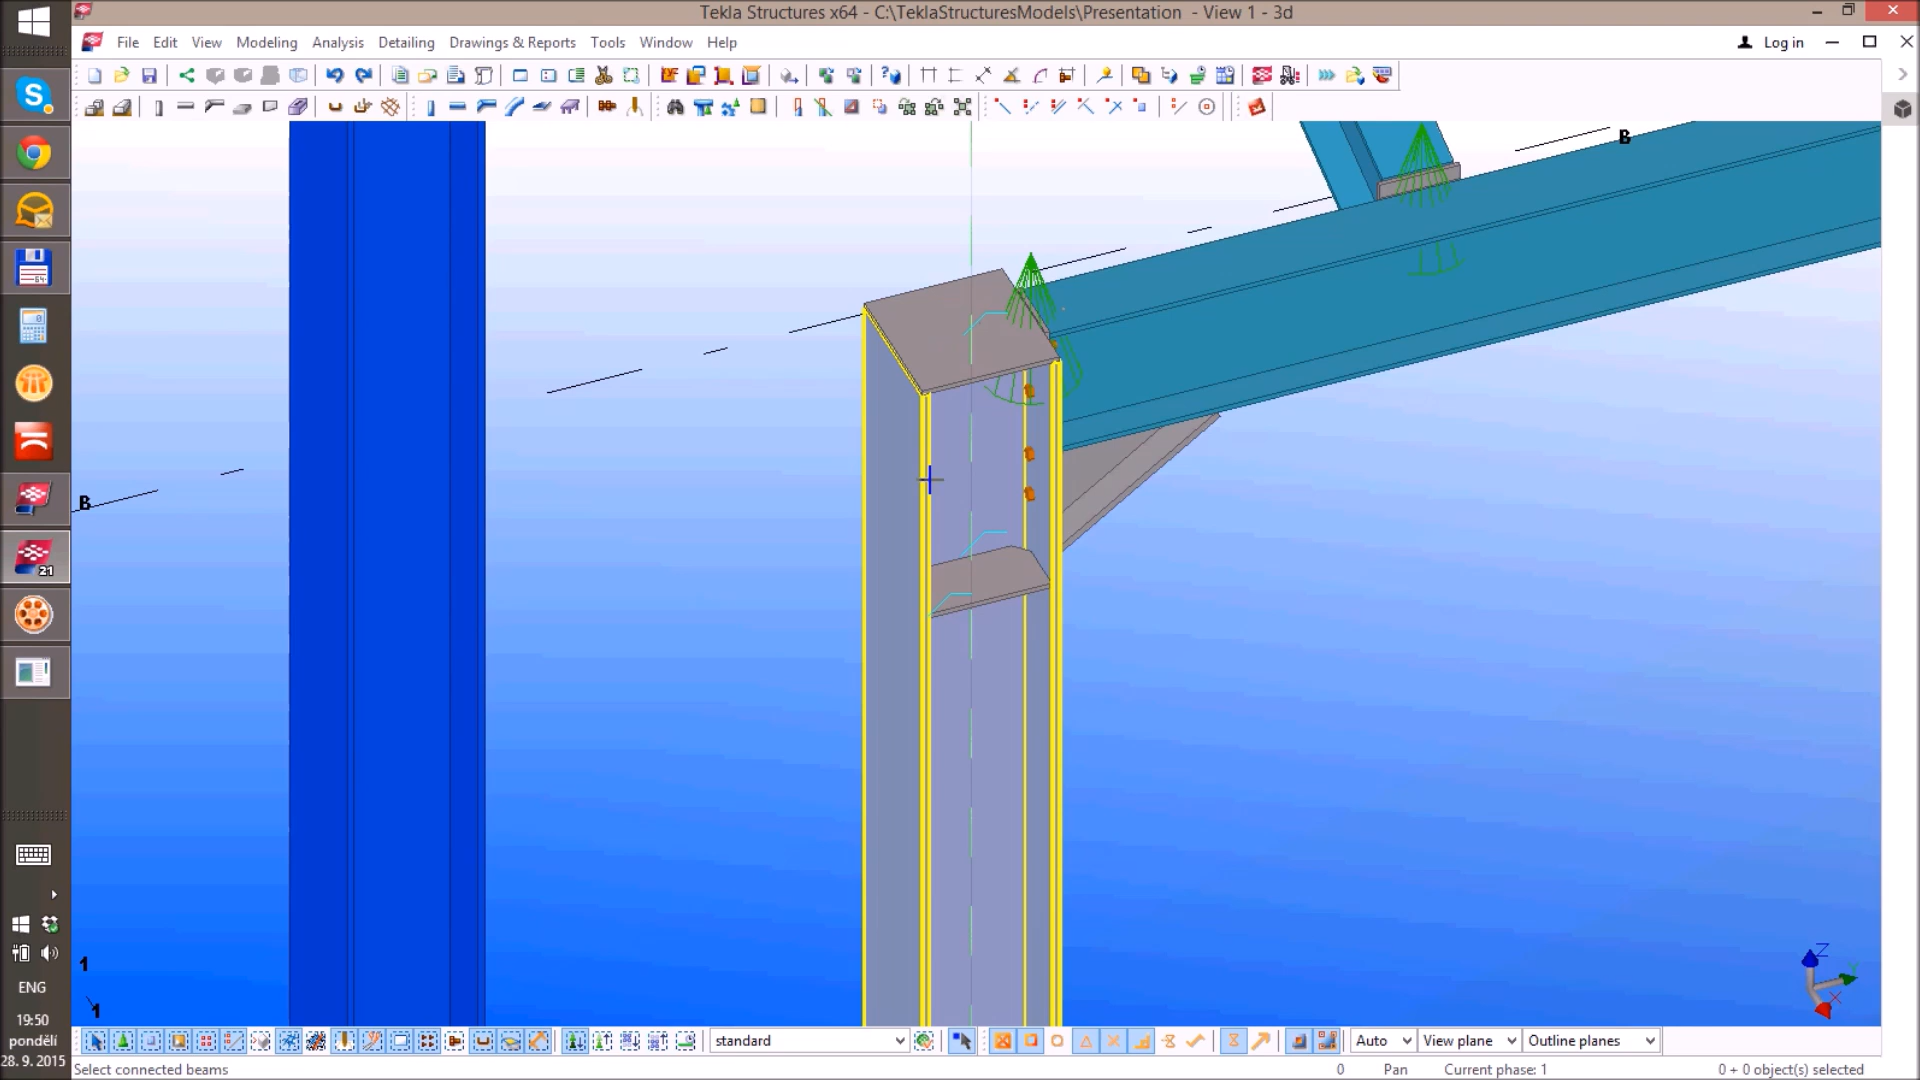 Tekla Structures x64 - C:\TeklaStructuresModels\Presentation - View 1 - 3d
File Edit View Modeling Analysis Detailing Drawings & Reports Tools Window Help
Log in
B
B
Z
X
1
1
21
ENG
19:50
pondělí
28. 9. 2015
standard
Auto
View plane
Outline planes
Select connected beams
0
Pan
Current phase: 1
0 + 0 object(s) selected